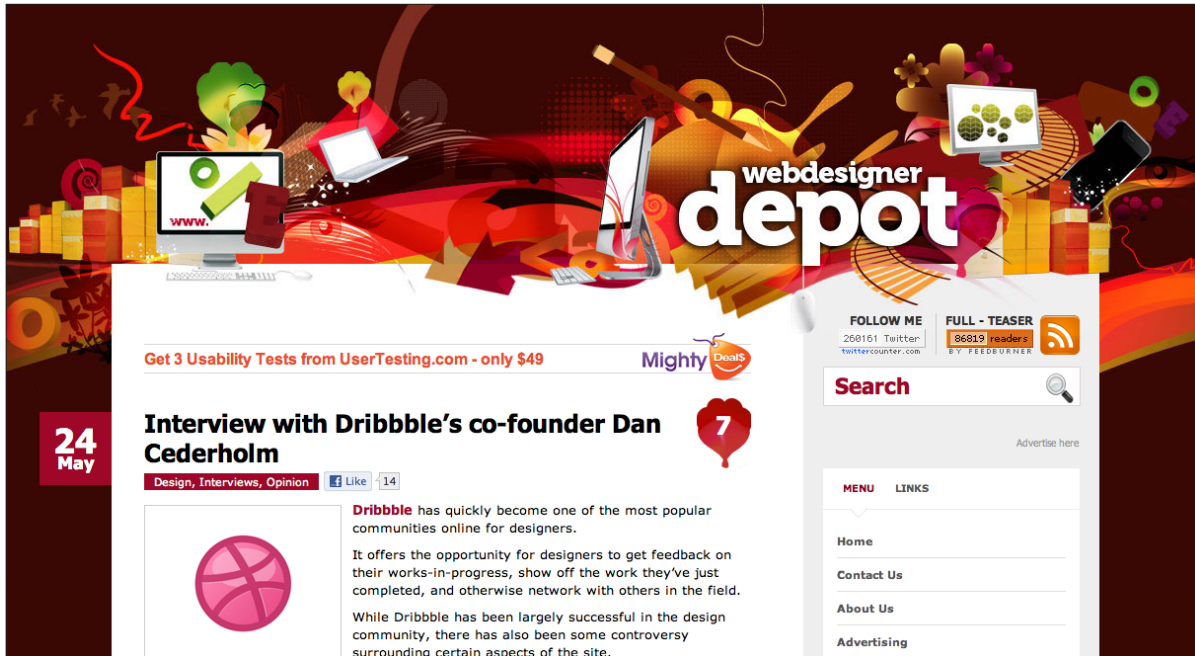 www.
E
webdesigner
depot
FOLLOW ME
268161 Twitter
twittercounter.com
FULL - TEASER
86819 readers
BY FEEDBURNER
Get 3 Usability Tests from UserTesting.com - only $49
Mighty Deal$
Search
Advertise here
24
May
Interview with Dribbble's co-founder Dan
Cederholm
7
Design, Interviews, Opinion
Like 14
Dribbble has quickly become one of the most popular
communities online for designers.
It offers the opportunity for designers to get feedback on
their works-in-progress, show off the work they've just
completed, and otherwise network with others in the field.
While Dribbble has been largely successful in the design
community, there has also been some controversy
surrounding certain aspects of the site.
MENU LINKS
Home
Contact Us
About Us
Advertising